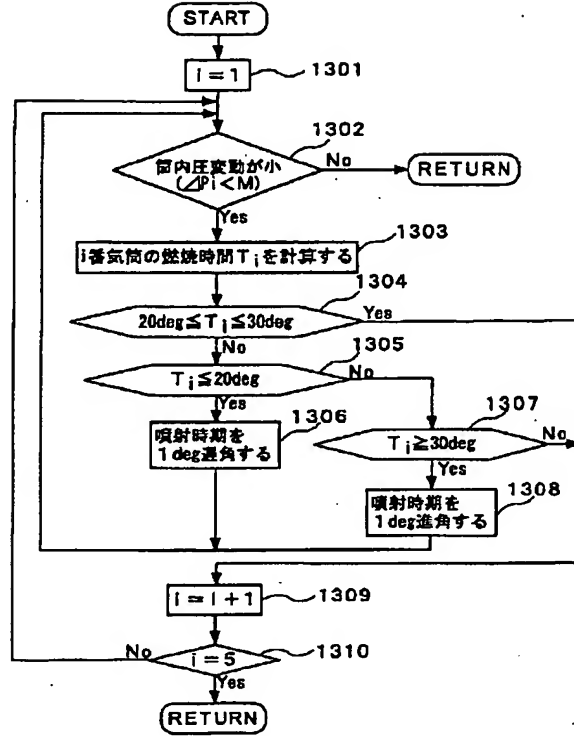 START
i=1
1301
1302
筒内圧変動が小
(⊿Pi<M)
No
RETURN
Yes
1303
i番気筒の燃焼時間Tiを計算する
1304
20deg≦Ti≦30deg
Yes
No
1305
Ti≦20deg
No
Yes
1306
1307
噴射時期を
1deg遅角する
Ti≧30deg
No
Yes
1308
噴射時期を
1deg進角する
i=i+1
1309
No
i=5
1310
Yes
RETURN